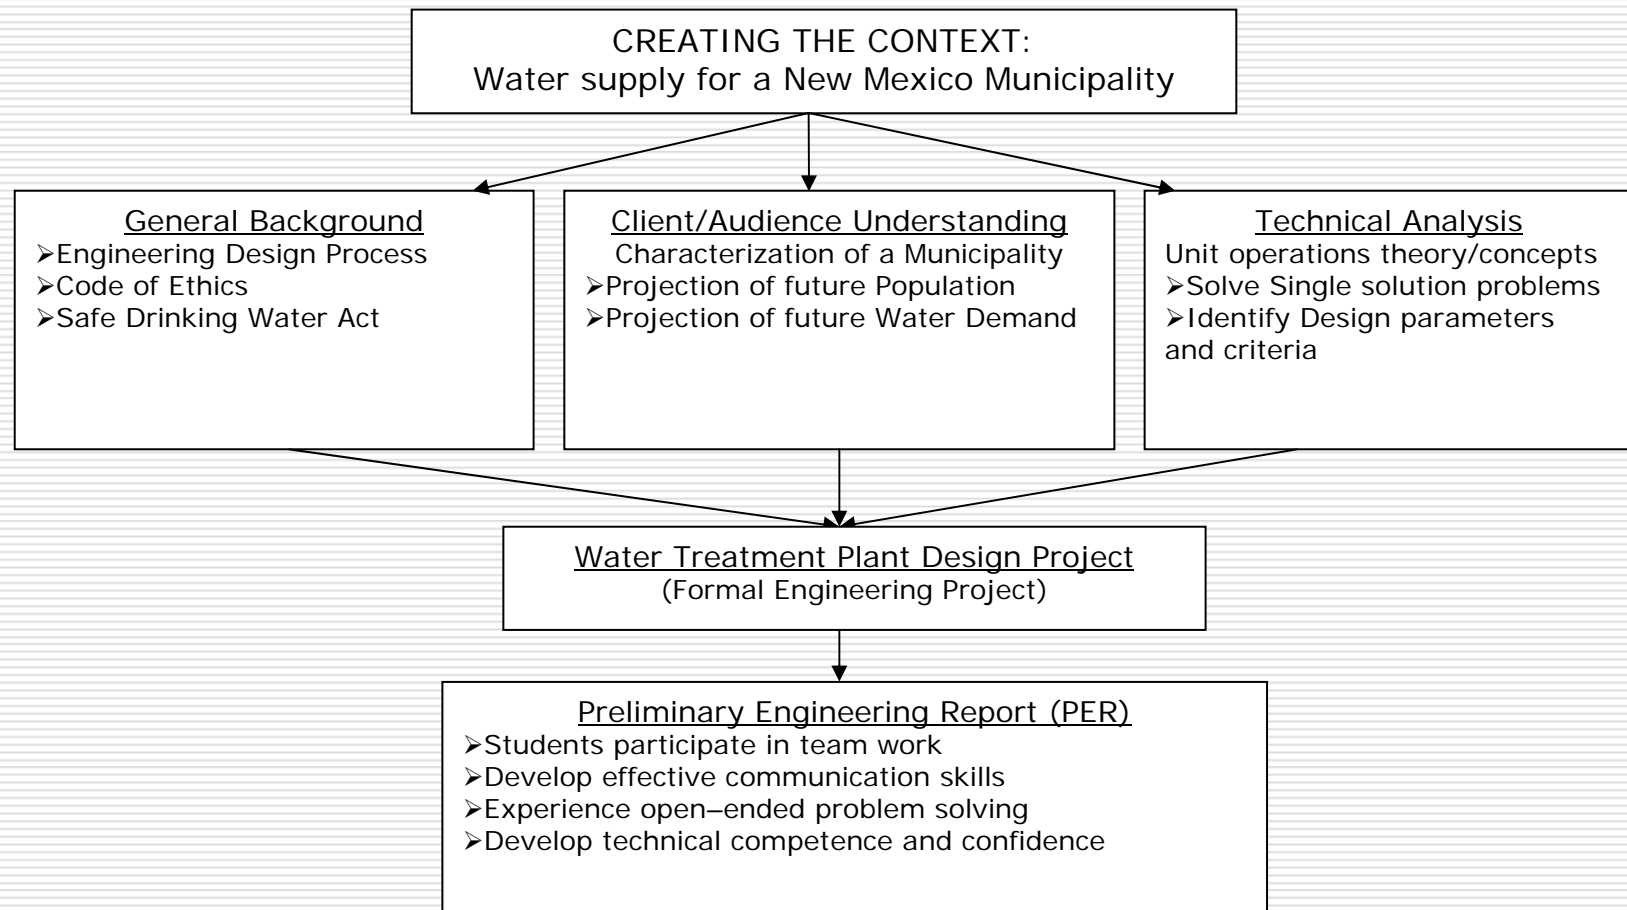 CREATING THE CONTEXT:
Water supply for a New Mexico Municipality
General Background
➢Engineering Design Process
➢Code of Ethics
➢Safe Drinking Water Act
Client/Audience Understanding
Characterization of a Municipality
➢Projection of future Population
➢Projection of future Water Demand
Technical Analysis
Unit operations theory/concepts
➢Solve Single solution problems
➢Identify Design parameters
and criteria
Water Treatment Plant Design Project
(Formal Engineering Project)
Preliminary Engineering Report (PER)
➢Students participate in team work
➢Develop effective communication skills
➢Experience open–ended problem solving
➢Develop technical competence and confidence